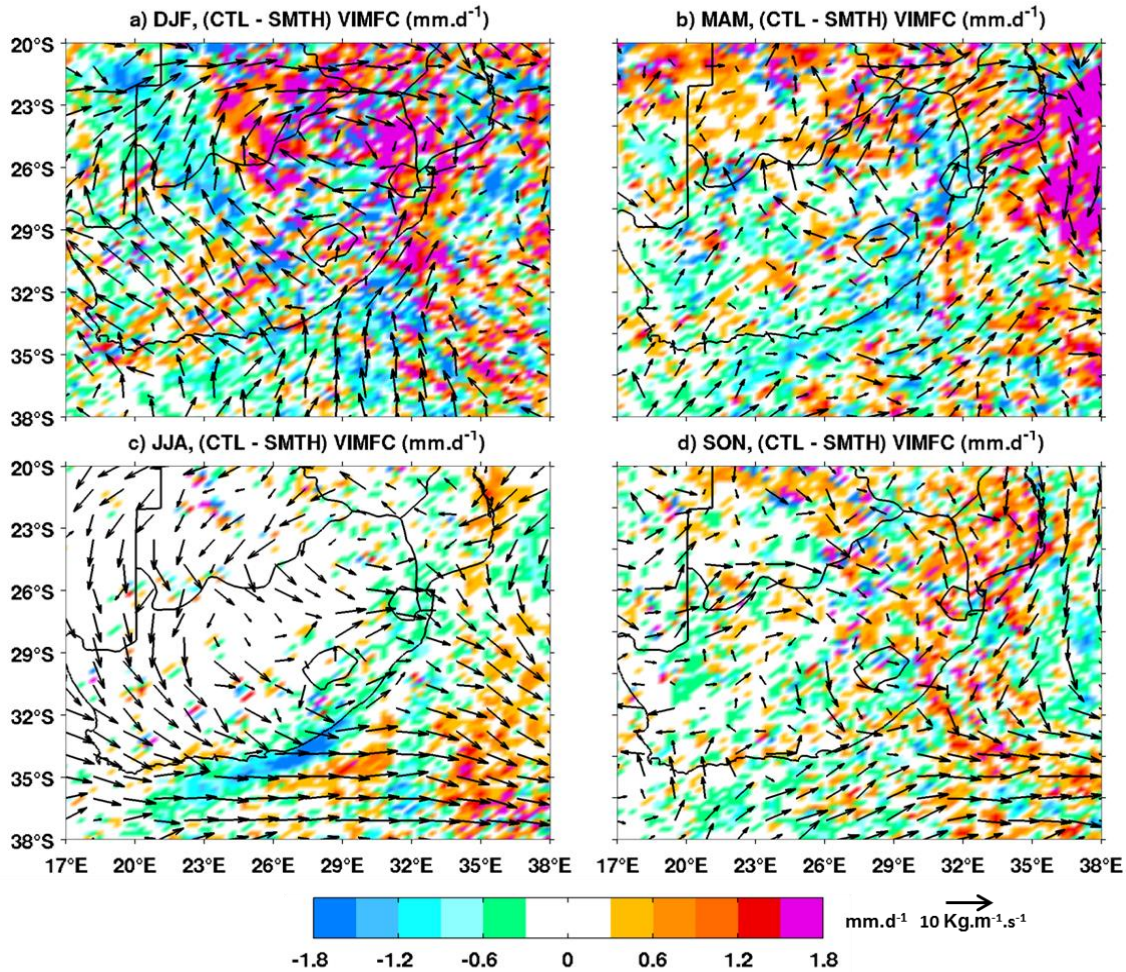 a) DJF, (CTL - SMTH) VIMFC (mm.d⁻¹)
b) MAM, (CTL - SMTH) VIMFC (mm.d⁻¹)
20°S
23°S
26°S
29°S
32°S
35°S
38°S
c) JJA, (CTL - SMTH) VIMFC (mm.d⁻¹)
d) SON, (CTL - SMTH) VIMFC (mm.d⁻¹)
20°S
23°S
26°S
29°S
32°S
35°S
38°S
17°E 20°E 23°E 26°E 29°E 32°E 35°E 38°E
17°E 20°E 23°E 26°E 29°E 32°E 35°E 38°E
mm.d⁻¹ 10 Kg.m⁻¹.s⁻¹
-1.8 -1.2 -0.6 0 0.6 1.2 1.8